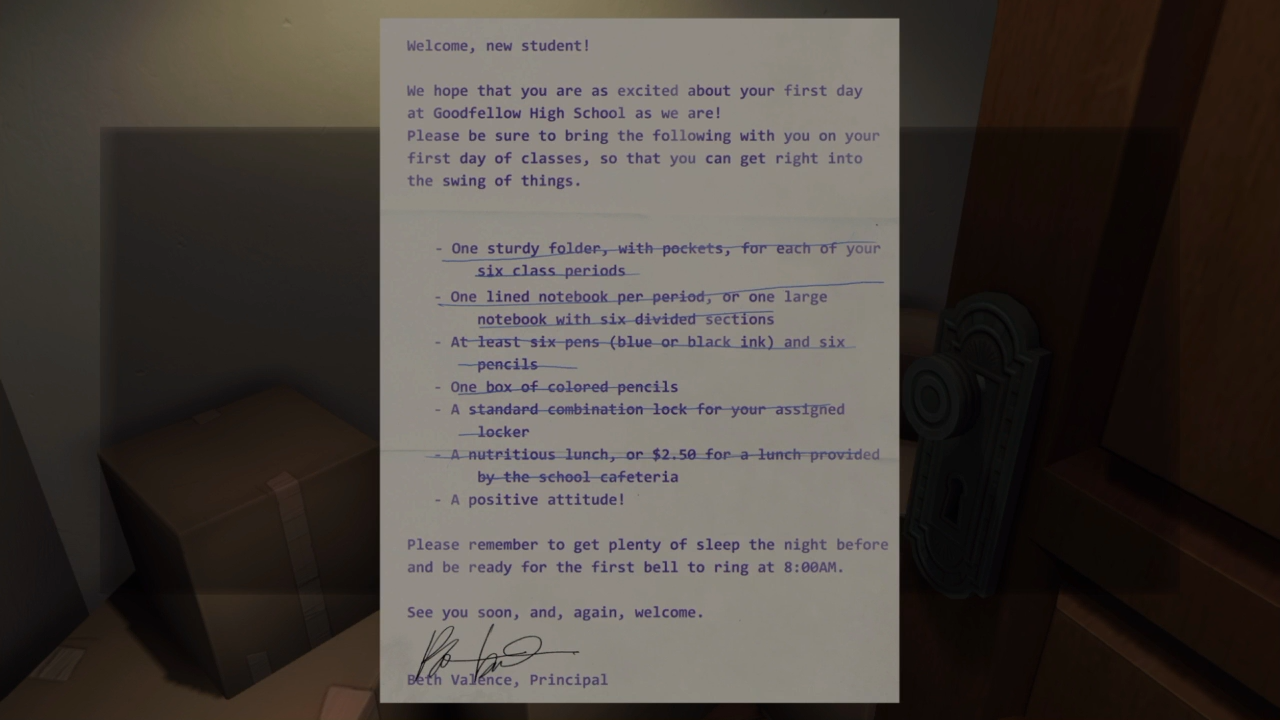 Welcome, new student!
We hope that you are as excited about your first day
at Goodfellow High School as we are!
Please be sure to bring the following with you on your
first day of classes, so that you can get right into
the swing of things.
- One sturdy folder, with pockets, for each of your
six class periods
- One lined notebook per period, or one large
notebook with six divided sections
- At least six pens (blue or black ink) and six
pencils
- One box of colored pencils
- A standard combination lock for your assigned
locker
- A nutritious lunch, or $2.50 for a lunch provided
by the school cafeteria
- A positive attitude!
Please remember to get plenty of sleep the night before
and be ready for the first bell to ring at 8:00AM.
See you soon, and, again, welcome.
Beth Valence, Principal